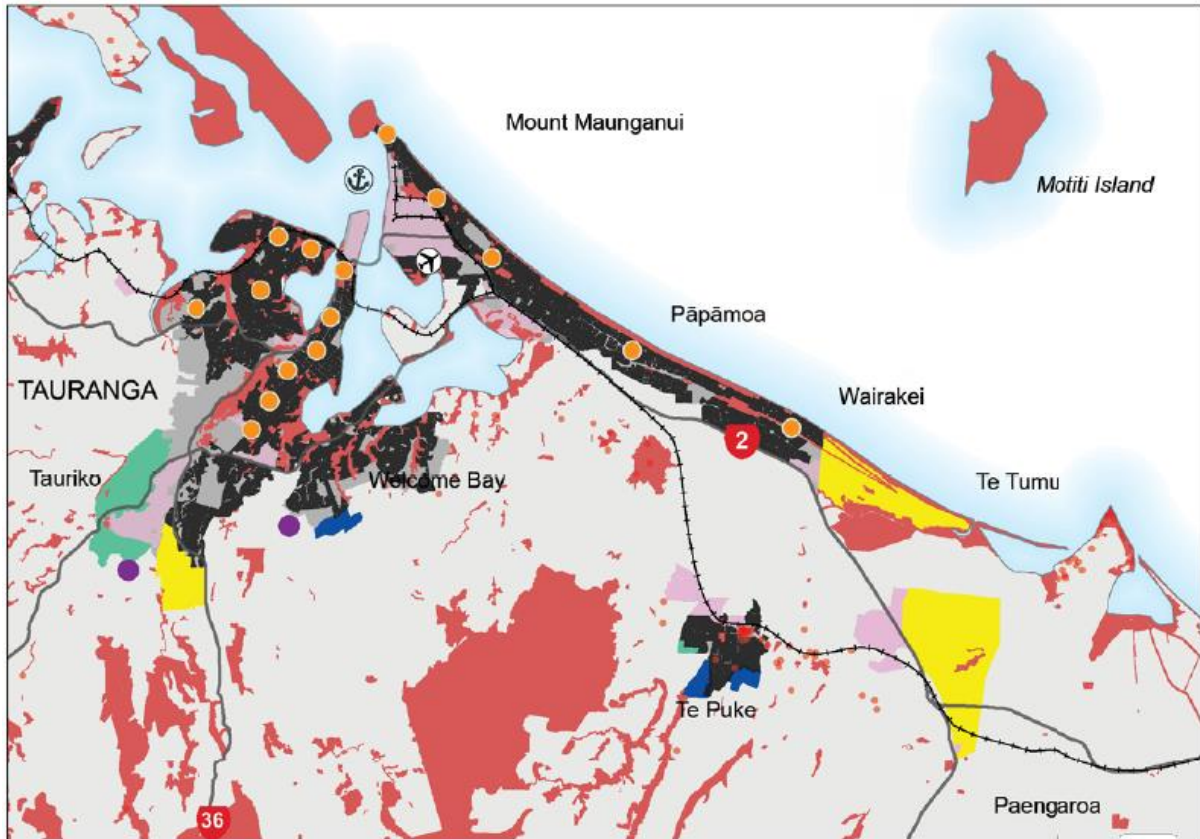 Mount Maunganui
Motiti Island
Pāpāmoa
TAURANGA
Wairakei
2
Tauriko
Welcome Bay
Te Tumu
Te Puke
Paengaroa
36